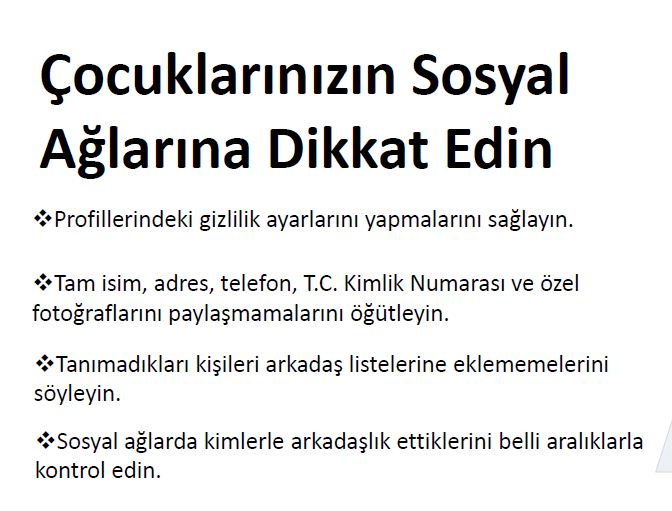 Çocuklarınızın Sosyal
Ağlarına Dikkat Edin
❖Profillerindeki gizlilik ayarlarını yapmalarını sağlayın.
❖Tam isim, adres, telefon, T.C. Kimlik Numarası ve özel
fotoğraflarını paylaşmamalarını öğütleyin.
❖Tanımadıkları kişileri arkadaş listelerine eklememelerini
söyleyin.
❖Sosyal ağlarda kimlerle arkadaşlık ettiklerini belli aralıklarla
kontrol edin.